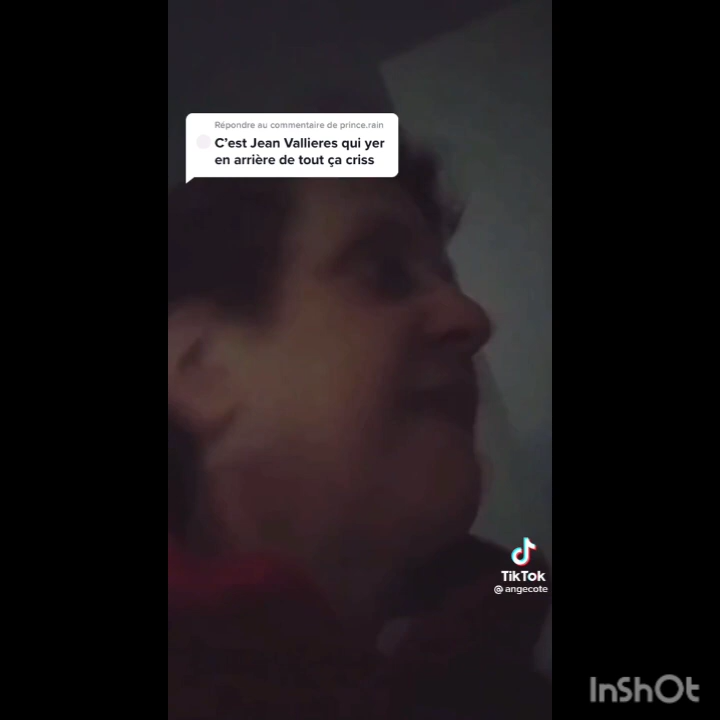 Répondre au commentaire de prince.rain
C'est Jean Vallieres qui yer
en arrière de tout ça criss
TikTok
@angecote
InShOt